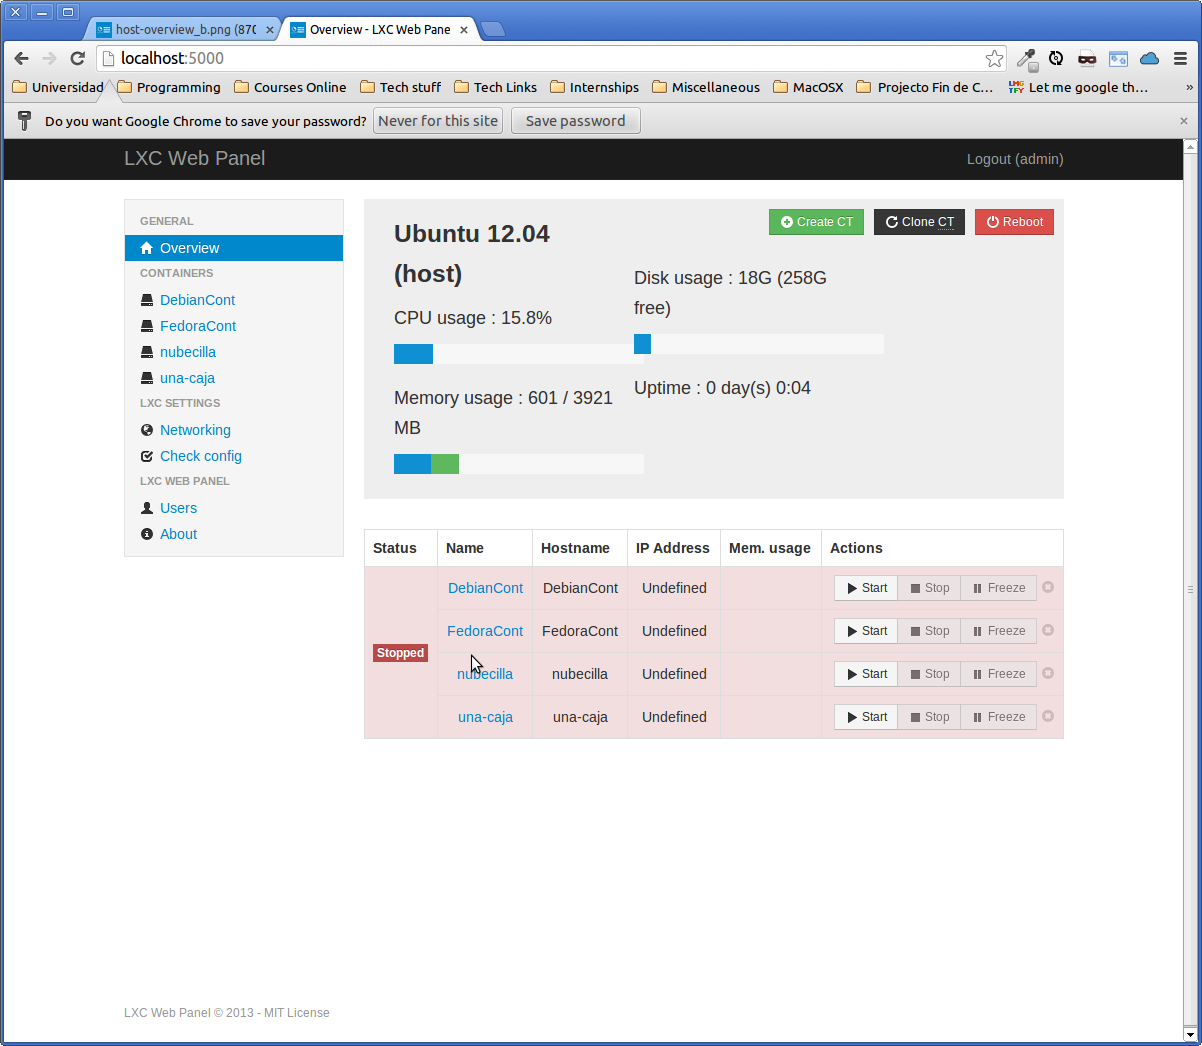 host-overview_b.png (87(
Overview - LXC Web Pane
localhost:5000
Universidad
Programming
Courses Online
Tech stuff
Tech Links
Internships
Miscellaneous
MacOSX
Projecto Fin de C...
LMG TFY
Let me google th...
»
Do you want Google Chrome to save your password?
Never for this site
Save password
LXC Web Panel
Logout (admin)
GENERAL
Overview
CONTAINERS
DebianCont
FedoraCont
nubecilla
una-caja
LXC SETTINGS
Networking
Check config
LXC WEB PANEL
Users
About
Create CT
Clone CT
Reboot
Ubuntu 12.04
(host)
CPU usage : 15.8%
Memory usage : 601 / 3921
MB
Disk usage : 18G (258G
free)
Uptime : 0 day(s) 0:04
Status Name Hostname IP Address Mem. usage Actions
Stopped
DebianCont DebianCont Undefined Start Stop Freeze
FedoraCont FedoraCont Undefined Start Stop Freeze
nubecilla nubecilla Undefined Start Stop Freeze
una-caja una-caja Undefined Start Stop Freeze
LXC Web Panel © 2013 - MIT License